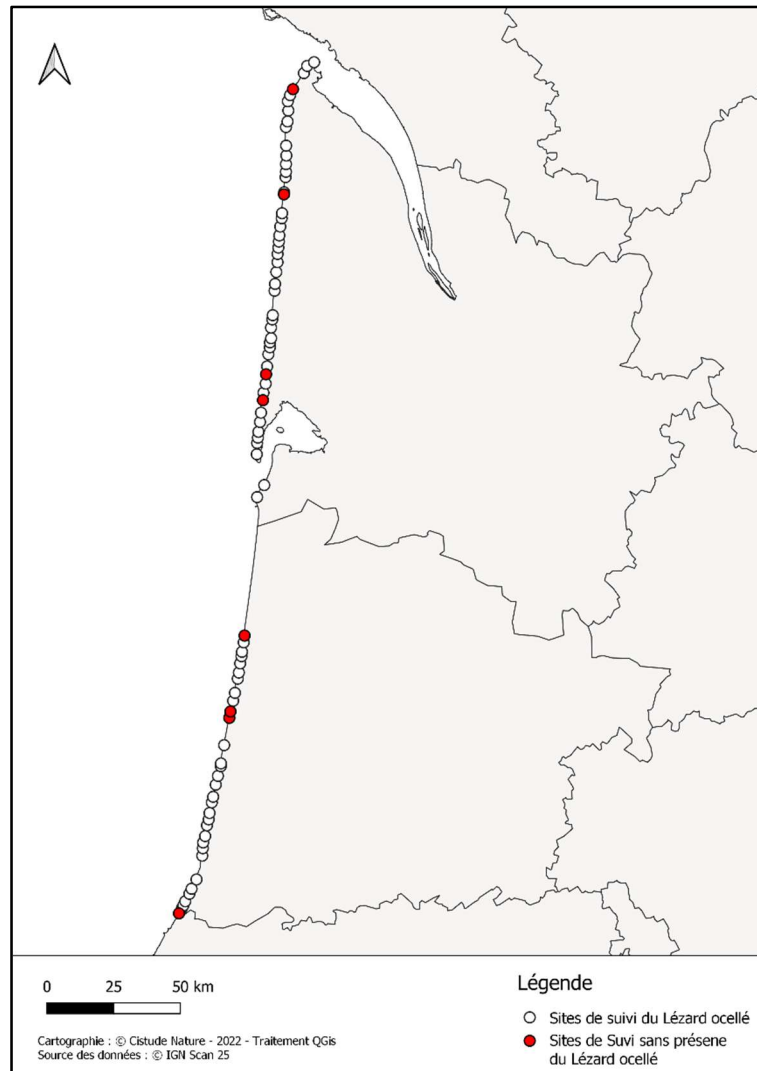 0 25 50 km
Cartographie : © Cistude Nature - 2022 - Traitement QGis
Source des données : © IGN Scan 25
Légende
Sites de suivi du Lézard ocellé
Sites de Suvi sans présene
du Lézard ocellé